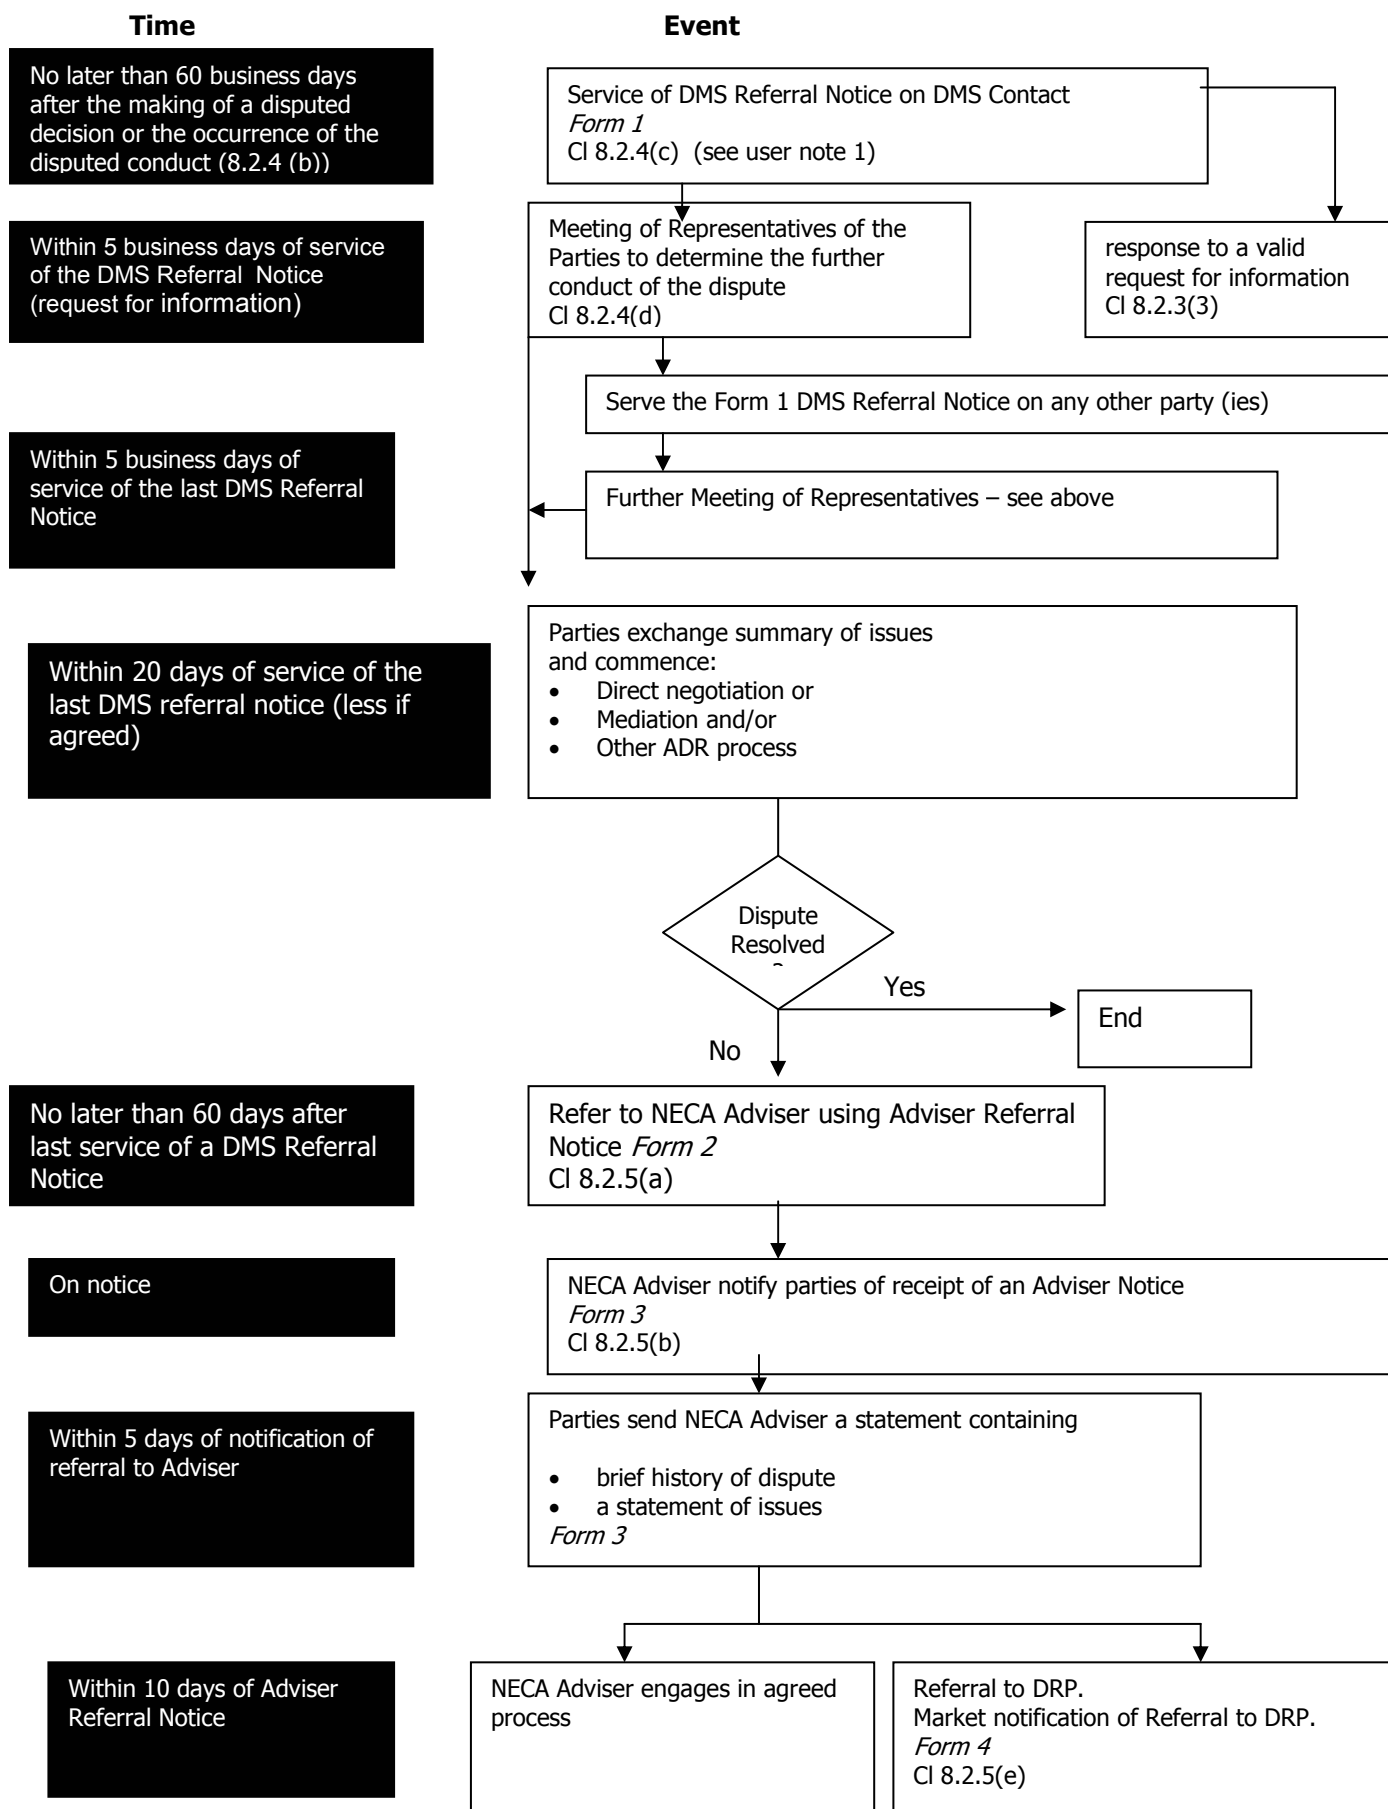 Time
Event
No later than 60 business days
after the making of a disputed
decision or the occurrence of the
disputed conduct (8.2.4 (b))
Service of DMS Referral Notice on DMS Contact
Form 1
Cl 8.2.4(c)  (see user note 1)
Within 5 business days of service
of the DMS Referral  Notice
(request for information)
Meeting of Representatives of the
Parties to determine the further
conduct of the dispute
Cl 8.2.4(d)
response to a valid
request for information
Cl 8.2.3(3)
Serve the Form 1 DMS Referral Notice on any other party (ies)
Within 5 business days of
service of the last DMS Referral
Notice
Further Meeting of Representatives – see above
Within 20 days of service of the
last DMS referral notice (less if
agreed)
Parties exchange summary of issues
and commence:
• Direct negotiation or
• Mediation and/or
• Other ADR process
Dispute
Resolved
?
Yes
End
No
No later than 60 days after
last service of a DMS Referral
Notice
Refer to NECA Adviser using Adviser Referral
Notice Form 2
Cl 8.2.5(a)
On notice
NECA Adviser notify parties of receipt of an Adviser Notice
Form 3
Cl 8.2.5(b)
Within 5 days of notification of
referral to Adviser
Parties send NECA Adviser a statement containing
• brief history of dispute
• a statement of issues
Form 3
Within 10 days of Adviser
Referral Notice
NECA Adviser engages in agreed
process
Referral to DRP.
Market notification of Referral to DRP.
Form 4
Cl 8.2.5(e)